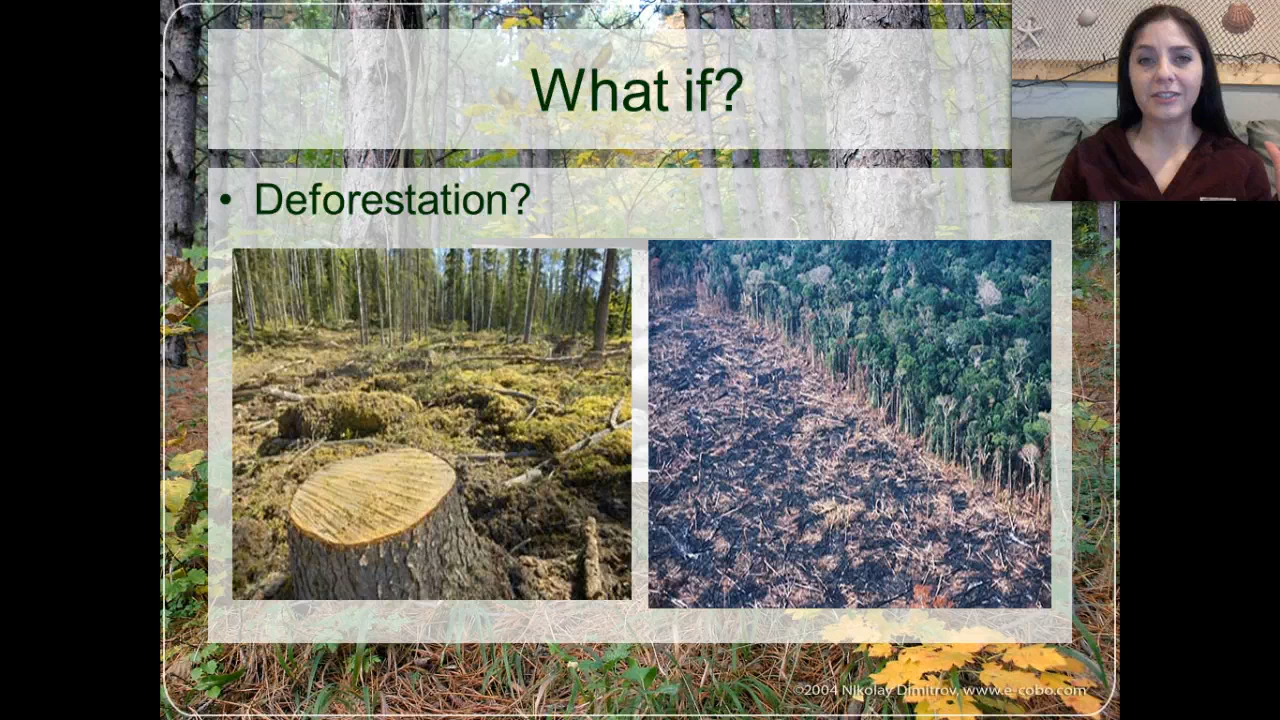 What if?
• Deforestation?
©2004 Nikolay Dimitrov, www.e-cobo.com